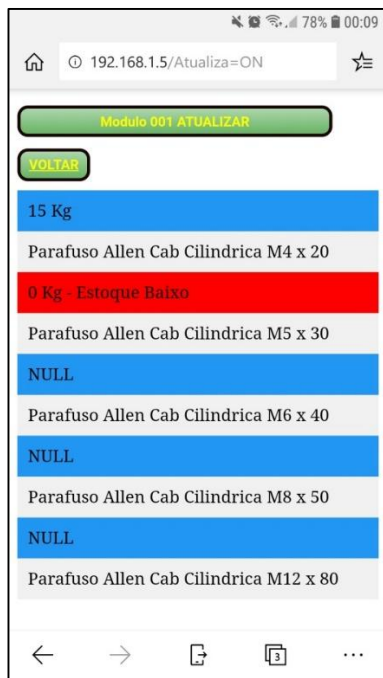 78% 00:09
192.168.1.5/Atualiza=ON
Modulo 001 ATUALIZAR
VOLTAR
15 Kg
Parafuso Allen Cab Cilindrica M4 x 20
0 Kg - Estoque Baixo
Parafuso Allen Cab Cilindrica M5 x 30
NULL
Parafuso Allen Cab Cilindrica M6 x 40
NULL
Parafuso Allen Cab Cilindrica M8 x 50
NULL
Parafuso Allen Cab Cilindrica M12 x 80
3